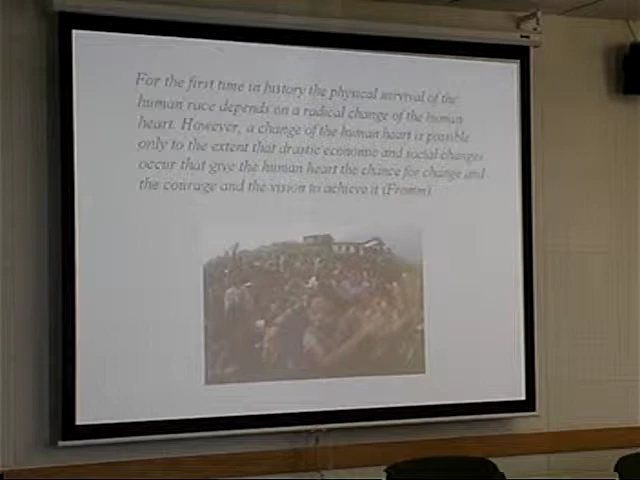 For the first time in history the physical survival of the
human race depends on a radical change of the human
heart. However, a change of the human heart is possible
only to the extent that drastic economic and social changes
occur that give the human heart the chance for change and
the courage and the vision to achieve it (Fromm).